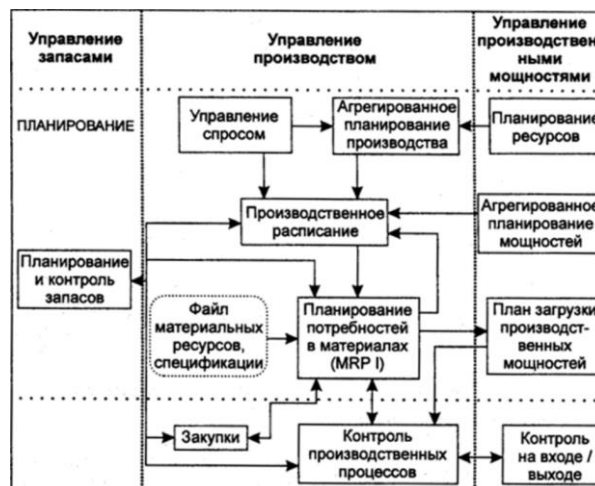 Управление
запасами
Управление
производством
Управление
производствен
ными
мощностями
ПЛАНИРОВАНИЕ
Управление
спросом
Агрегированное
планирование
производства
Планирование
ресурсов
Производственное
расписание
Агрегированное
планирование
мощностей
Планирование
и контроль
запасов
Файл
материальных
ресурсов,
спецификации
Планирование
потребностей
в материалах
(MRP I)
План загрузки
производст-
венных
мощностей
Закупки
Контроль
производственных
процессов
Контроль
на входе /
выходе